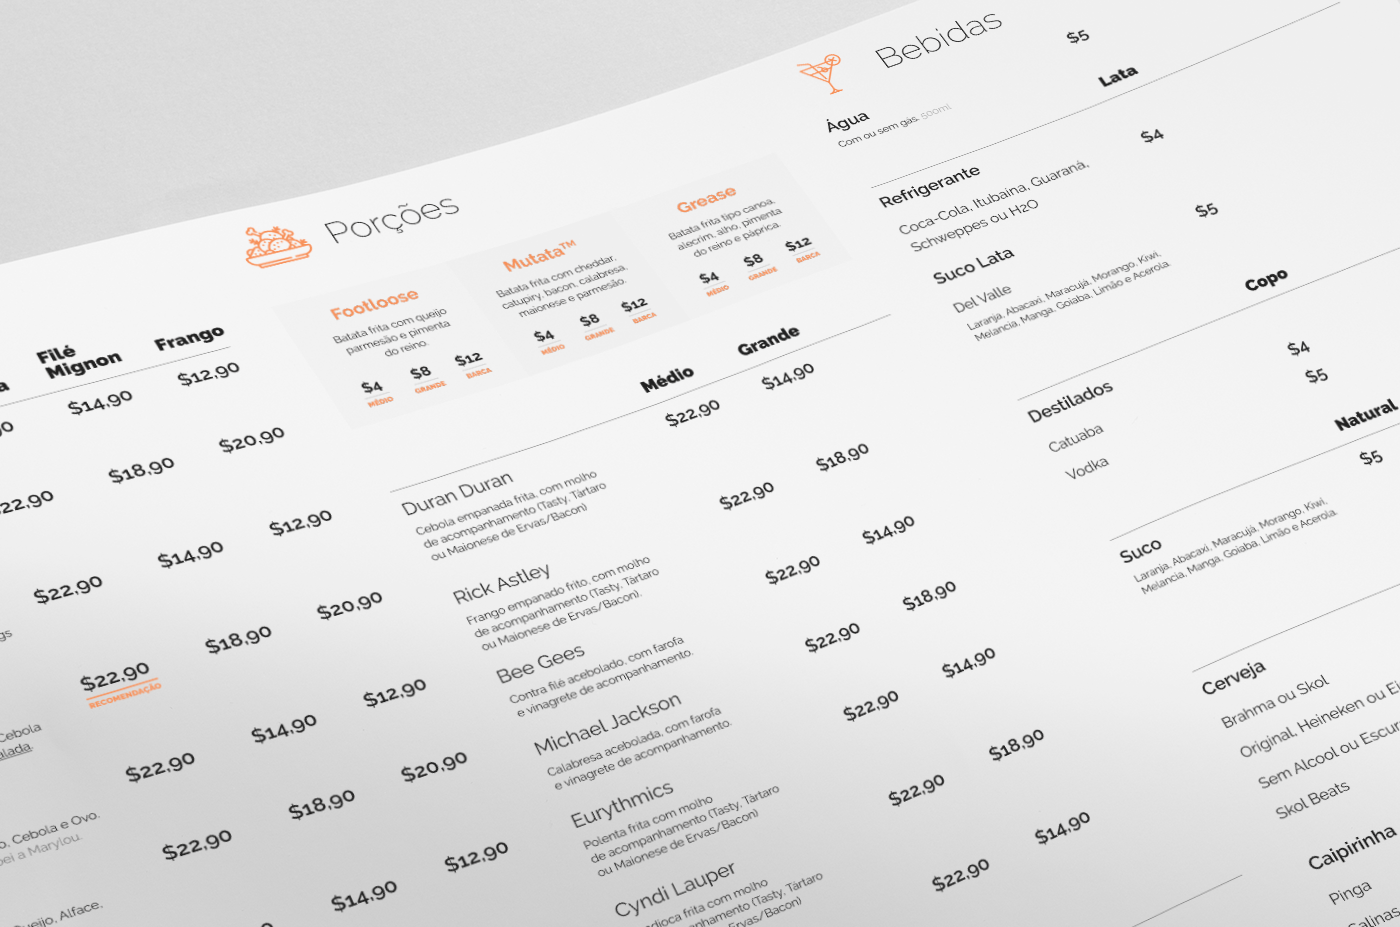 a
Filé
Mignon
Frango
90
$14,90
$12,90
$22,90
$18,90
$20,90
$22,90
$14,90
$12,90
gs
$22,90
RECOMENDAÇÃO
$18,90
$20,90
Cebola
alada.
$22,90
$14,90
$12,90
o, Cebola e Ovo.
ei a Marylou.
$22,90
$18,90
$20,90
Queijo, Alface,
$14,90
$12,90
Porções
Footloose
Batata frita com queijo
parmesão e pimenta
do reino.
$4 $8 $12
MÉDIO GRANDE BARCA
Mutata™
Batata frita com cheddar,
catupiry, bacon, calabresa,
maionese e parmesão.
$4 $8 $12
MÉDIO GRANDE BARCA
Grease
Batata frita tipo canoa,
alecrim, alho, pimenta
do reino e páprica.
$4 $8 $12
MÉDIO GRANDE BARCA
Médio Grande
Duran Duran $22,90 $14,90
Cebola empanada frita, com molho
de acompanhamento (Tasty, Tártaro
ou Maionese de Ervas/Bacon)
Rick Astley $22,90 $18,90
Frango empanado frito, com molho
de acompanhamento (Tasty, Tártaro
ou Maionese de Ervas/Bacon).
Bee Gees $22,90 $14,90
Contra filé acebolado, com farofa
e vinagrete de acompanhamento.
Michael Jackson $22,90 $18,90
Calabresa acebolada, com farofa
e vinagrete de acompanhamento.
Eurythmics $22,90 $14,90
Polenta frita com molho
de acompanhamento (Tasty, Tártaro
ou Maionese de Ervas/Bacon)
Cyndi Lauper $22,90 $18,90
dioca frita com molho
nhamento (Tasty, Tártaro
Ervas/Bacon)
$22,90 $14,90
Bebidas
Água $5
Com ou sem gás. 500ml
Lata
Refrigerante $4
Coca-Cola, Itubaína, Guaraná,
Schweppes ou H2O
Suco Lata $5
Del Valle
Laranja, Abacaxi, Maracujá, Morango, Kiwi,
Melancia, Manga, Goiaba, Limão e Acerola.
Copo
Destilados
Catuaba $4
Vodka $5
Natural
Suco $5
Laranja, Abacaxi, Maracujá, Morango, Kiwi,
Melancia, Manga, Goiaba, Limão e Acerola.
Cerveja
Brahma ou Skol
Original, Heineken ou Ei
Sem Alcool ou Escur
Skol Beats
Caipirinha
Pinga
Salinas